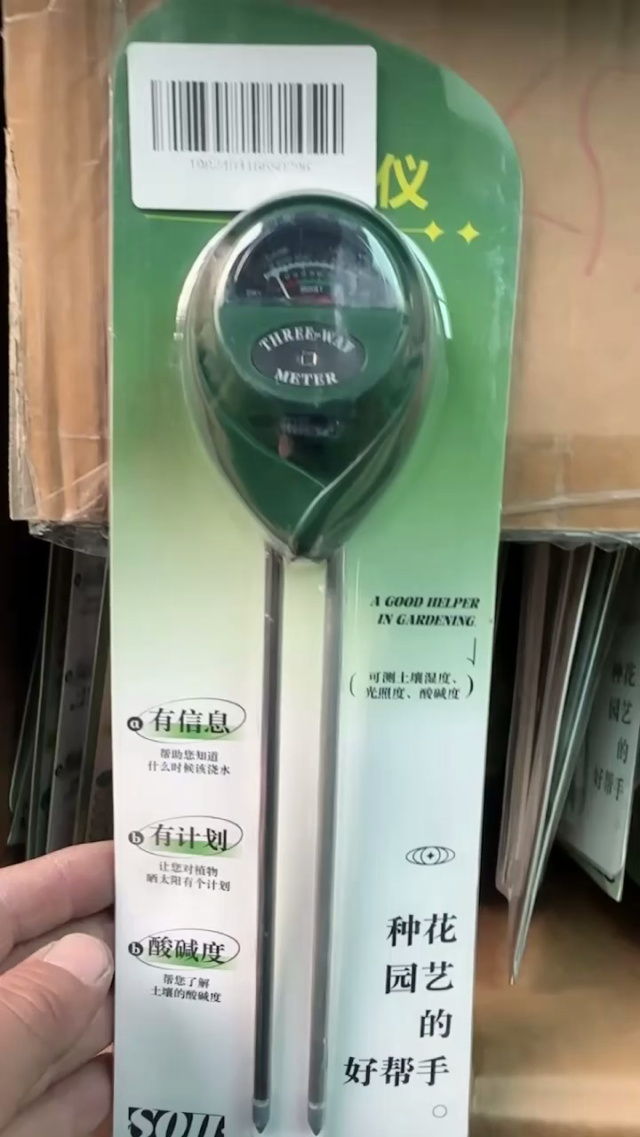 仪
THREE-WAY
METER
A GOOD HELPER
IN GARDENING
(可测土壤湿度、
光照度、酸碱度)
a 有信息
帮助您知道
什么时候该浇水
b 有计划
让您对植物
晒太阳有个计划
b 酸碱度
帮您了解
土壤的酸碱度
种花
园艺
的
好帮手。
SOIL
种花
园艺
的
好帮手